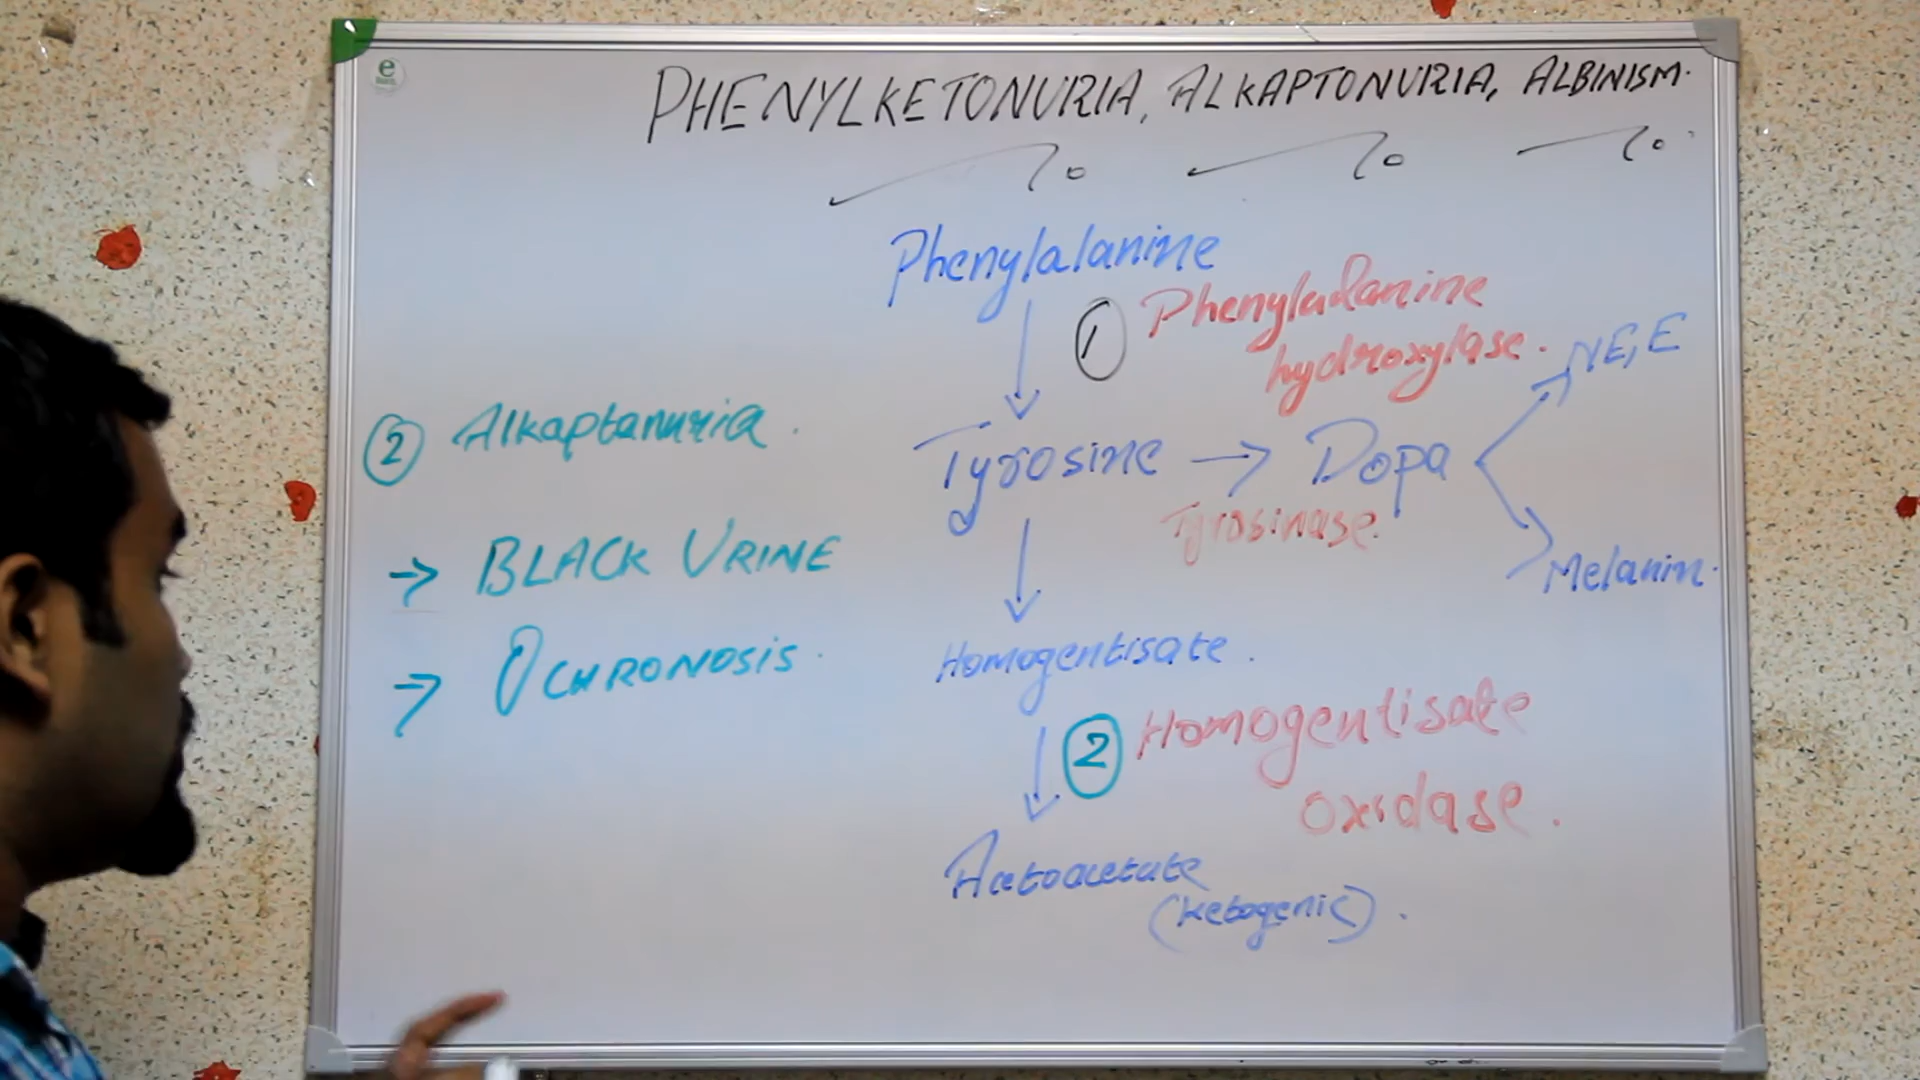 PHENYLKETONURIA, ALKAPTONURIA, ALBINISM.
Phenylalanine
1 Phenylalanine
hydroxylase.
NE, E
2 Alkaptanuria.
Tyrosine → Dopa
Tyrosinase.
→ BLACK URINE
Melanin.
→ OCHRONOSIS.
Homogentisate.
2 Homogentisate
oxidase.
Acetoacetate
(ketogenic).
e